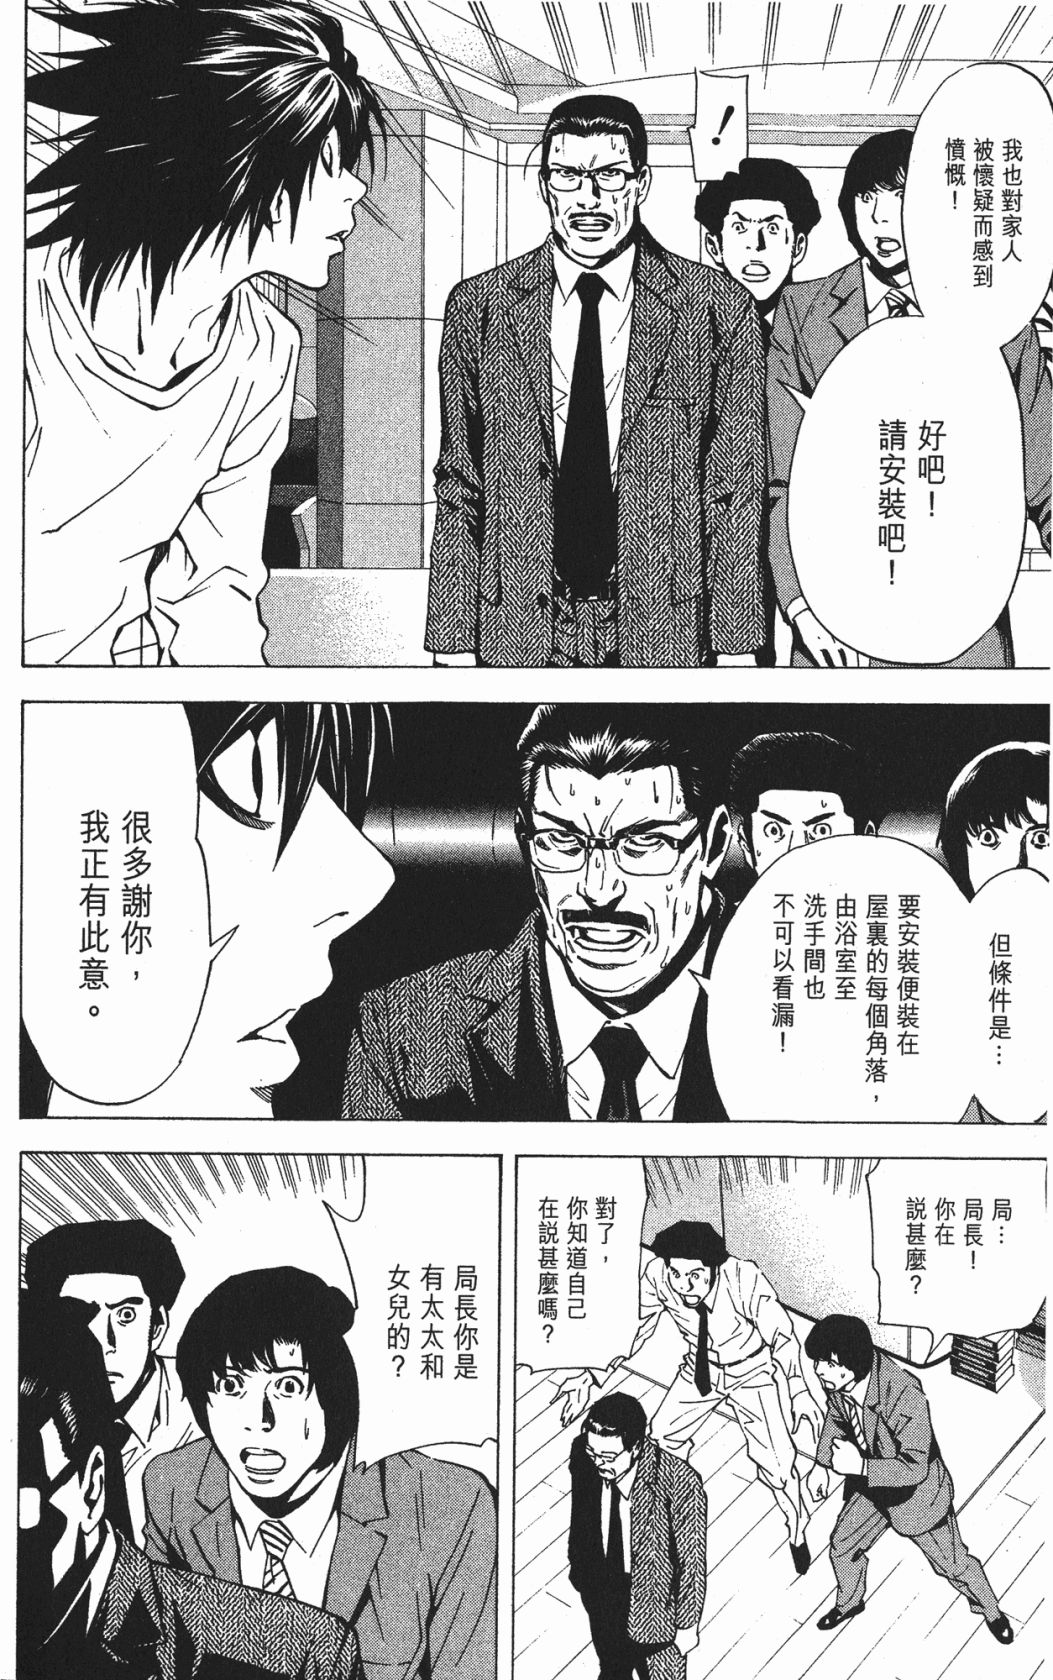 我也對家人
被懷疑而感到
憤慨！
！
好吧！
請安裝吧！
但條件是…
要安裝便裝在
屋裏的每個角落，
由浴室至
洗手間也
不可以看漏！
很多謝你，
我正有此意。
局…
局長！
你在
說甚麼？
對了，
你知道自己
在說甚麼嗎？
局長你是
有太太和
女兒的？